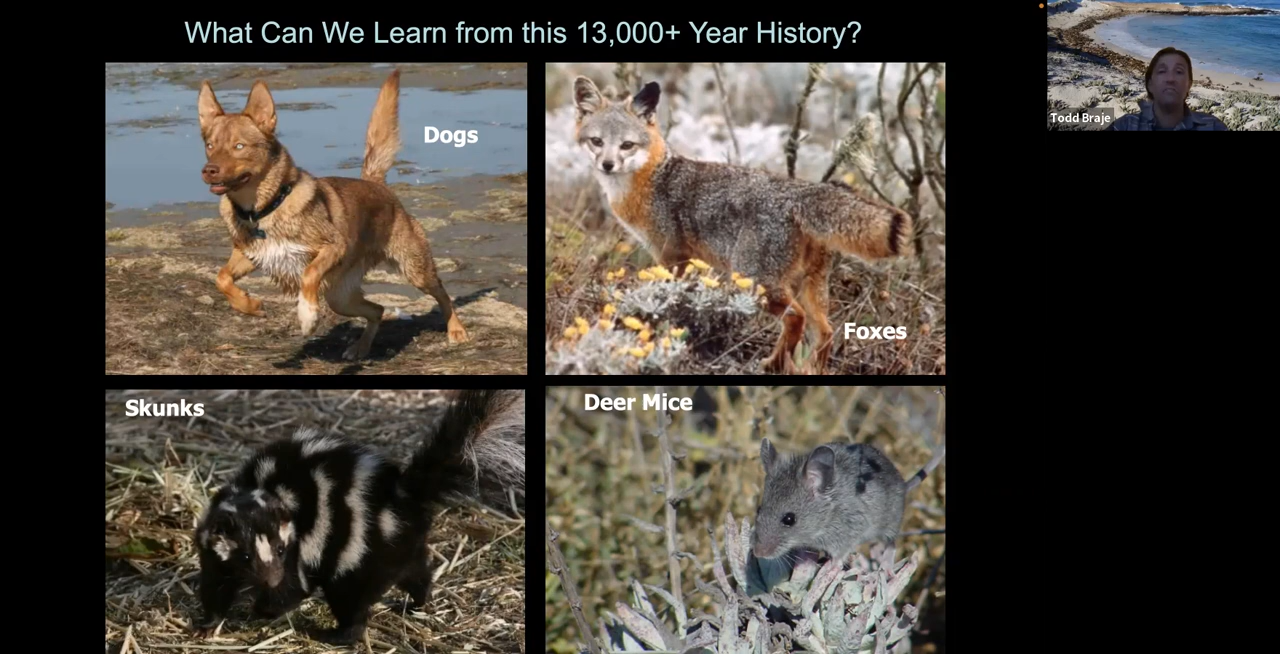 What Can We Learn from this 13,000+ Year History?
Dogs
Foxes
Skunks
Deer Mice
Todd Braje